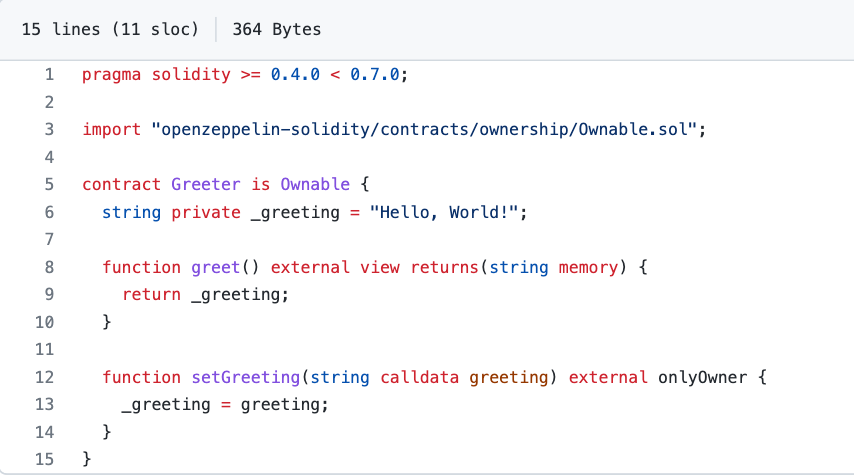 15 lines (11 sloc) 364 Bytes
1 pragma solidity >= 0.4.0 < 0.7.0;
2
3 import "openzeppelin-solidity/contracts/ownership/Ownable.sol";
4
5 contract Greeter is Ownable {
6   string private _greeting = "Hello, World!";
7
8   function greet() external view returns(string memory) {
9     return _greeting;
10   }
11
12   function setGreeting(string calldata greeting) external onlyOwner {
13     _greeting = greeting;
14   }
15 }